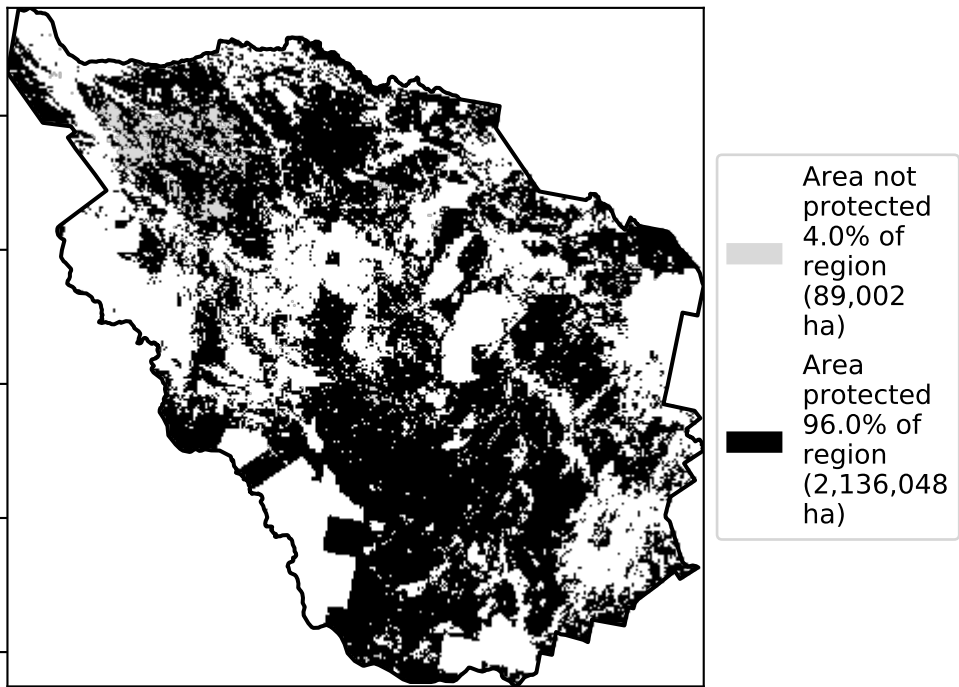 Area not
protected
4.0% of
region
(89,002
ha)
Area
protected
96.0% of
region
(2,136,048
ha)